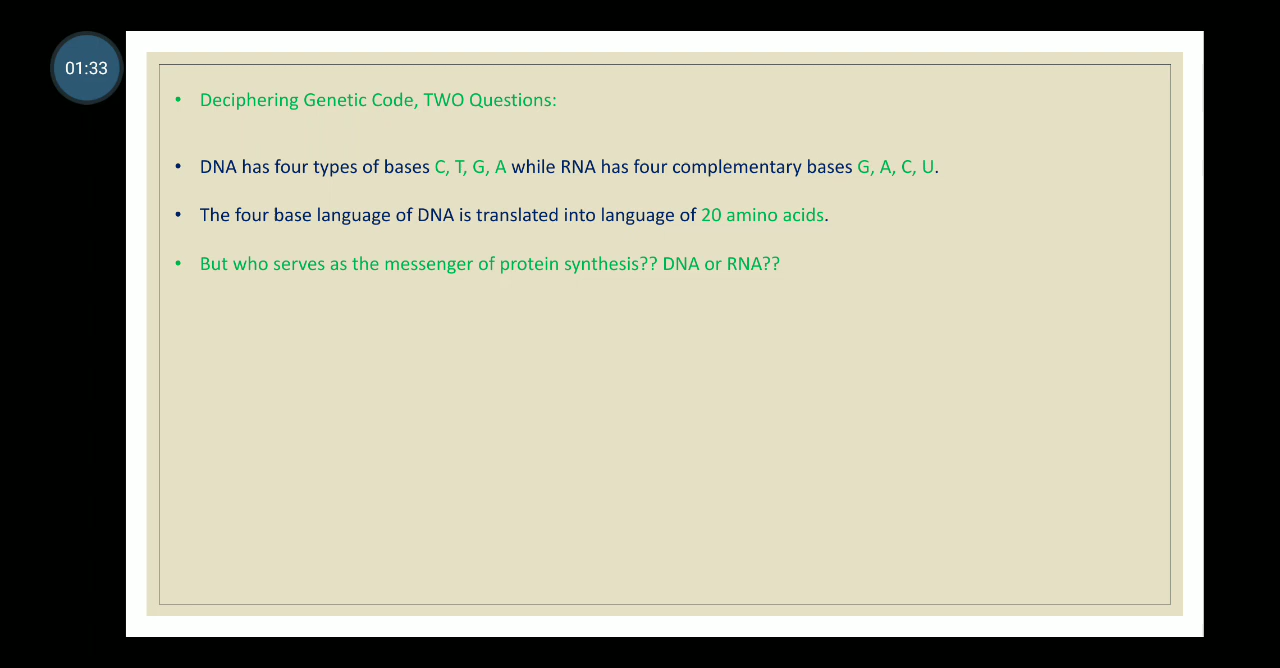 01:33
• Deciphering Genetic Code, TWO Questions:
• DNA has four types of bases C, T, G, A while RNA has four complementary bases G, A, C, U.
• The four base language of DNA is translated into language of 20 amino acids.
• But who serves as the messenger of protein synthesis?? DNA or RNA??